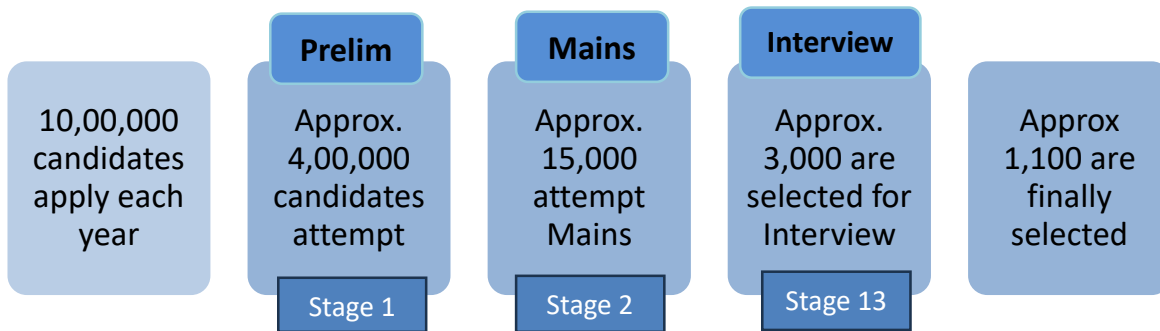 10,00,000
candidates
apply each
year
Prelim
Approx.
4,00,000
candidates
attempt
Stage 1
Mains
Approx.
15,000
attempt
Mains
Stage 2
Interview
Approx.
3,000 are
selected for
Interview
Stage 13
Approx
1,100 are
finally
selected